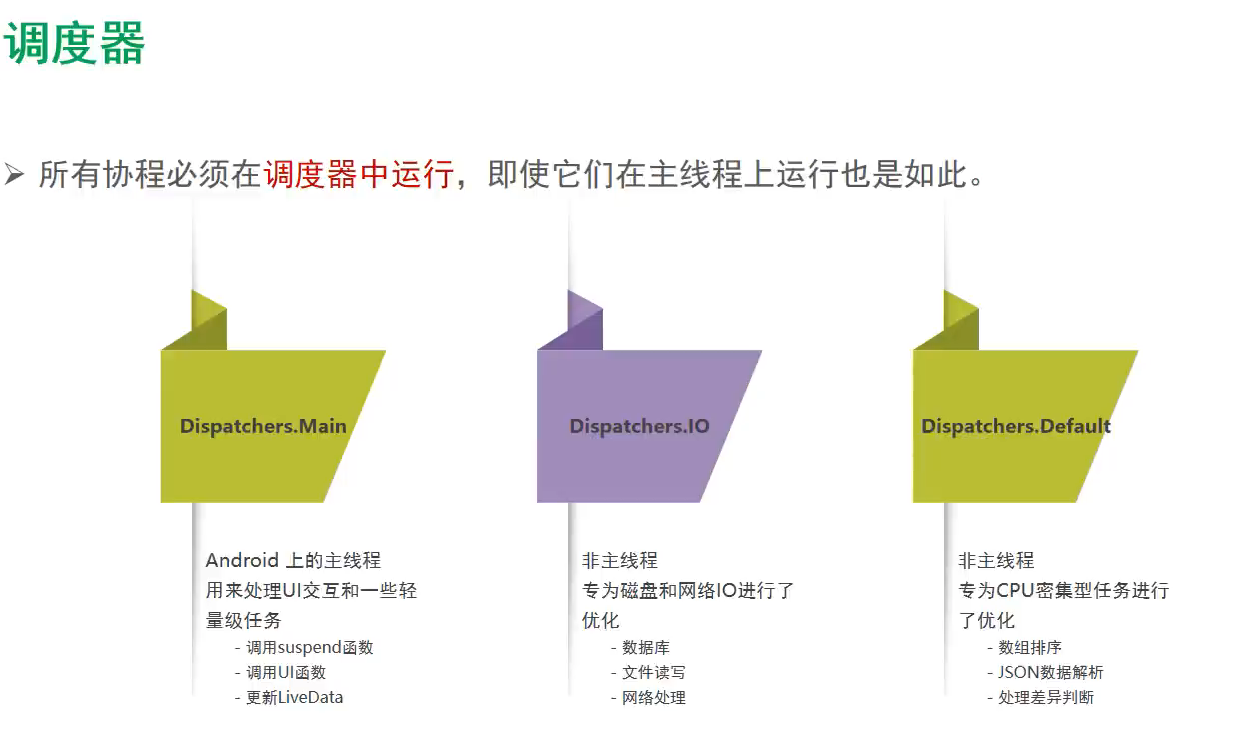 调度器
所有协程必须在调度器中运行，即使它们在主线程上运行也是如此。
Dispatchers.Main
Android 上的主线程
用来处理UI交互和一些轻
量级任务
- 调用suspend函数
- 调用UI函数
- 更新LiveData
Dispatchers.IO
非主线程
专为磁盘和网络IO进行了
优化
- 数据库
- 文件读写
- 网络处理
Dispatchers.Default
非主线程
专为CPU密集型任务进行
了优化
- 数组排序
- JSON数据解析
- 处理差异判断